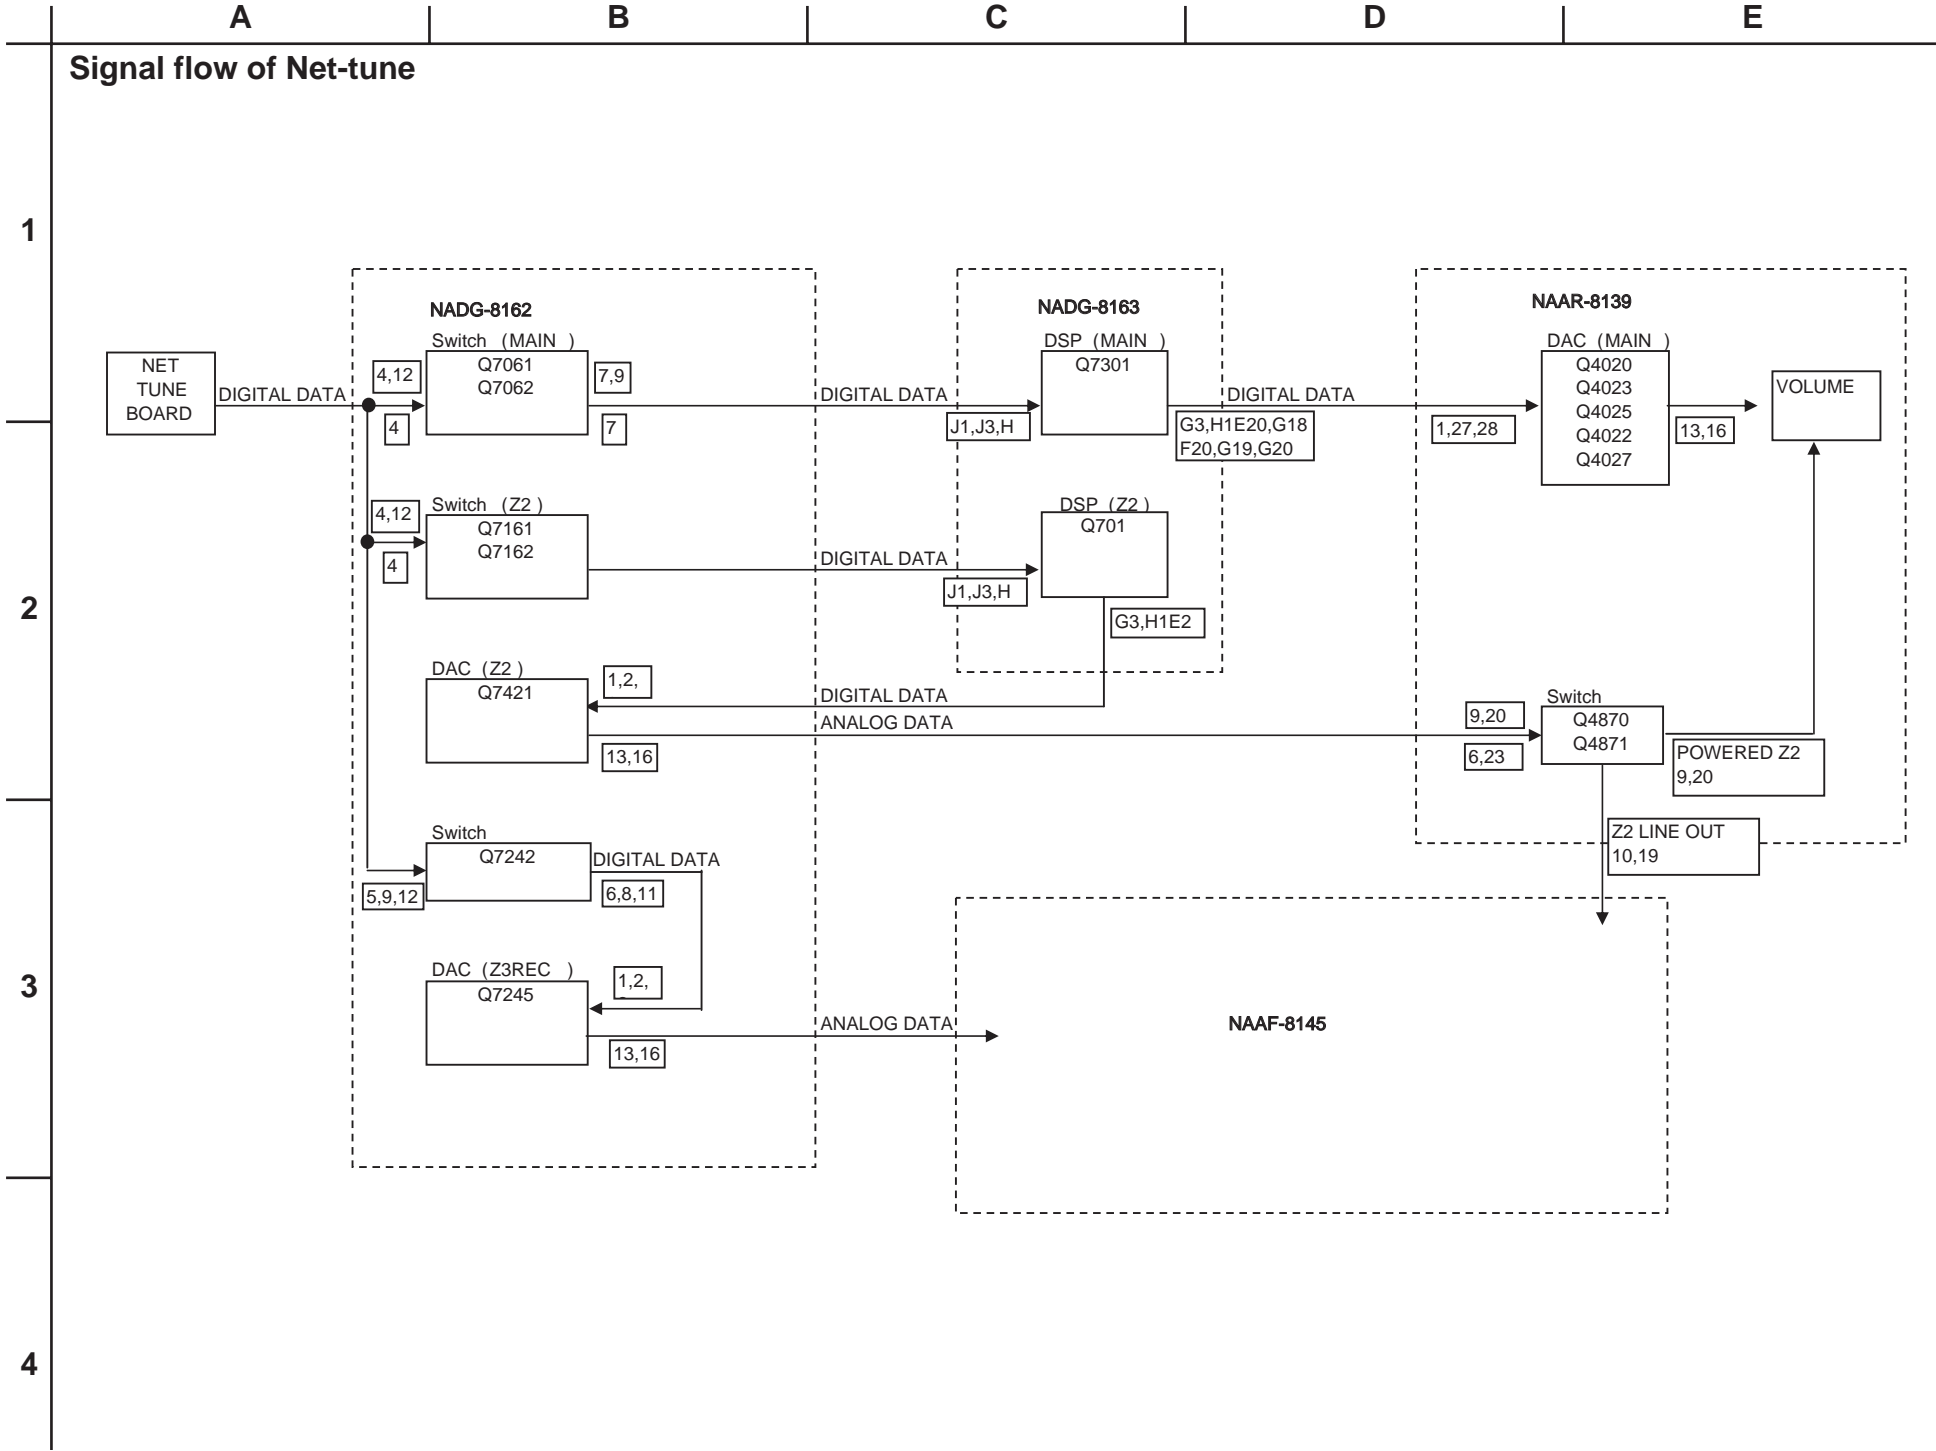 A B C D E
Signal flow of Net-tune
1
NADG-8162
NADG-8163
NAAR-8139
Switch (MAIN )
DSP (MAIN )
DAC (MAIN )
NET
TUNE
BOARD
DIGITAL DATA
4,12
4
Q7061
Q7062
7,9
7
DIGITAL DATA
J1,J3,H
Q7301
DIGITAL DATA
G3,H1E20,G18
F20,G19,G20
1,27,28
Q4020
Q4023
Q4025
Q4022
Q4027
13,16
VOLUME
2
Switch (Z2 )
4,12
4
Q7161
Q7162
DIGITAL DATA
J1,J3,H
DSP (Z2 )
Q701
G3,H1E2
DAC (Z2 )
Q7421
1,2,
DIGITAL DATA
ANALOG DATA
13,16
9,20
6,23
Switch
Q4870
Q4871
POWERED Z2
9,20
Z2 LINE OUT
10,19
3
Switch
Q7242
5,9,12
DIGITAL DATA
6,8,11
DAC (Z3REC )
Q7245
1,2,
13,16
ANALOG DATA
NAAF-8145
4